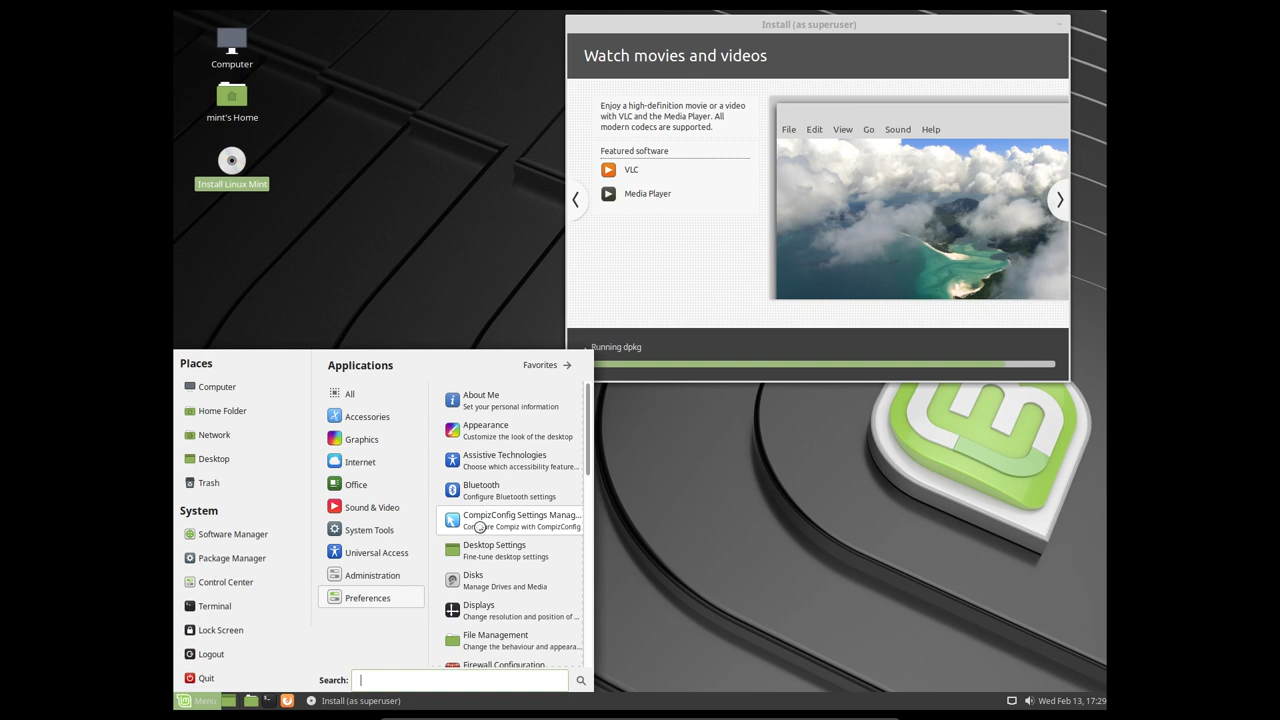 Computer
mint's Home
Install Linux Mint
Install (as superuser)
Watch movies and videos
Enjoy a high-definition movie or a video
with VLC and the Media Player. All
modern codecs are supported.
Featured software
VLC
Media Player
File Edit View Go Sound Help
Running dpkg
Places
Computer
Home Folder
Network
Desktop
Trash
System
Software Manager
Package Manager
Control Center
Terminal
Lock Screen
Logout
Quit
Applications
Favorites
All
Accessories
Graphics
Internet
Office
Sound & Video
System Tools
Universal Access
Administration
Preferences
About Me
Set your personal information
Appearance
Customize the look of the desktop
Assistive Technologies
Choose which accessibility feature...
Bluetooth
Configure Bluetooth settings
CompizConfig Settings Manag...
Compiz with CompizConfig
Desktop Settings
Fine-tune desktop settings
Disks
Manage Drives and Media
Displays
Change resolution and position of ...
File Management
Change the behaviour and appeara...
Firewall Configuration
Search:
Menu
Install (as superuser)
Wed Feb 13, 17:29